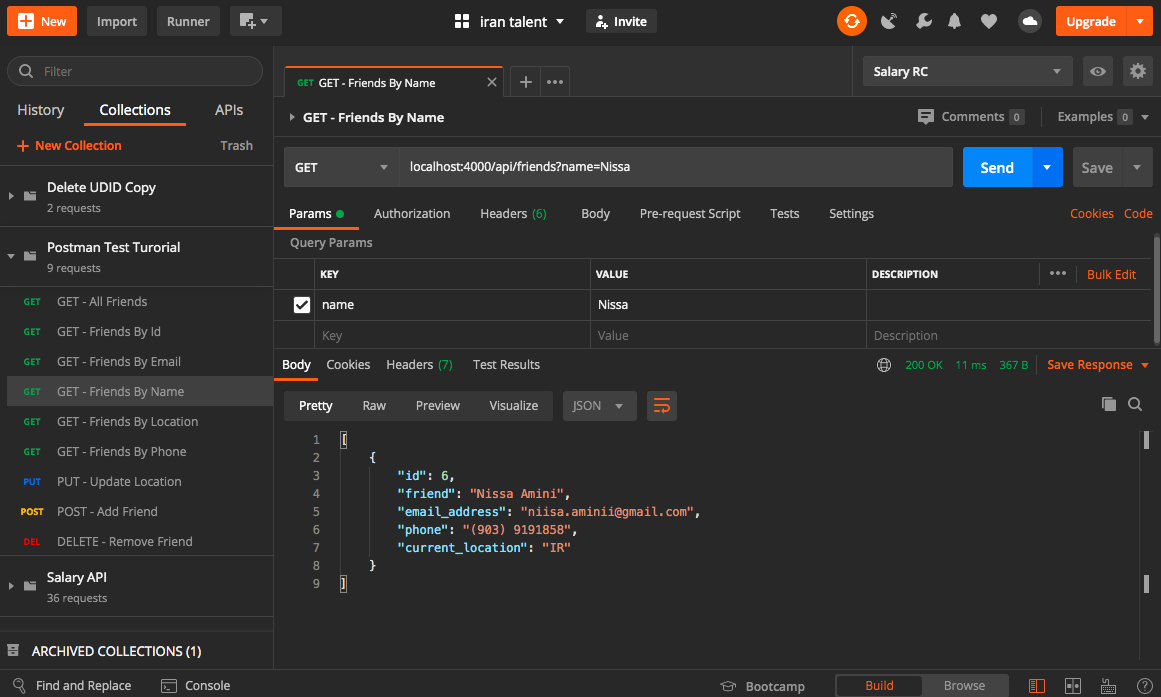 New Import Runner iran talent Invite Upgrade
Filter
GET GET - Friends By Name Salary RC
History Collections APIs
GET - Friends By Name Comments 0 Examples 0
New Collection Trash
GET localhost:4000/api/friends?name=Nissa Send Save
Delete UDID Copy
2 requests
Params Authorization Headers (6) Body Pre-request Script Tests Settings Cookies Code
Query Params
Postman Test Turorial
9 requests
KEY VALUE DESCRIPTION Bulk Edit
name Nissa
Key Value Description
GET GET - All Friends
GET GET - Friends By Id
GET GET - Friends By Email
GET GET - Friends By Name
GET GET - Friends By Location
GET GET - Friends By Phone
PUT PUT - Update Location
POST POST - Add Friend
DEL DELETE - Remove Friend
Salary API
36 requests
ARCHIVED COLLECTIONS (1)
Body Cookies Headers (7) Test Results 200 OK 11 ms 367 B Save Response
Pretty Raw Preview Visualize JSON
1 [
2 {
3 "id": 6,
4 "friend": "Nissa Amini",
5 "email_address": "niisa.aminii@gmail.com",
6 "phone": "(903) 9191858",
7 "current_location": "IR"
8 }
9 ]
Find and Replace Console Bootcamp Build Browse